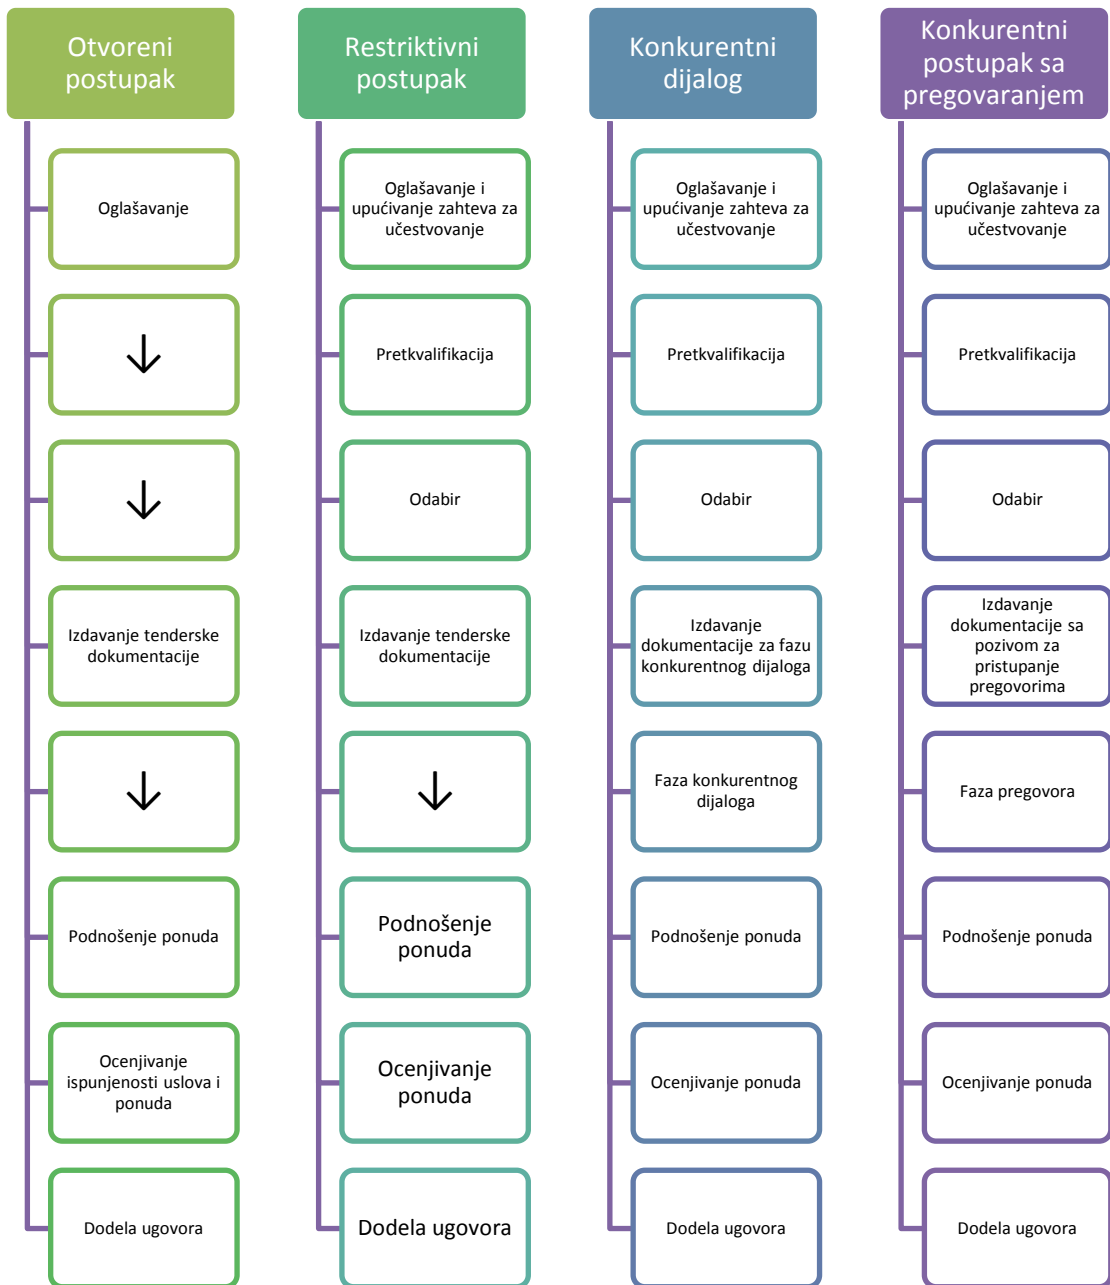 Otvoreni
postupak
Oglašavanje
↓
↓
Izdavanje tenderske
dokumentacije
↓
Podnošenje ponuda
Ocenjivanje
ispunjenosti uslova i
ponuda
Dodela ugovora
Restriktivni
postupak
Oglašavanje i
upućivanje zahteva za
učestvovanje
Pretkvalifikacija
Odabir
Izdavanje tenderske
dokumentacije
↓
Podnošenje
ponuda
Ocenjivanje
ponuda
Dodela ugovora
Konkurentni
dijalog
Oglašavanje i
upućivanje zahteva za
učestvovanje
Pretkvalifikacija
Odabir
Izdavanje
dokumentacije za fazu
konkurentnog dijaloga
Faza konkurentnog
dijaloga
Podnošenje ponuda
Ocenjivanje ponuda
Dodela ugovora
Konkurentni
postupak sa
pregovaranjem
Oglašavanje i
upućivanje zahteva za
učestvovanje
Pretkvalifikacija
Odabir
Izdavanje
dokumentacije sa
pozivom za
pristupanje
pregovorima
Faza pregovora
Podnošenje ponuda
Ocenjivanje ponuda
Dodela ugovora